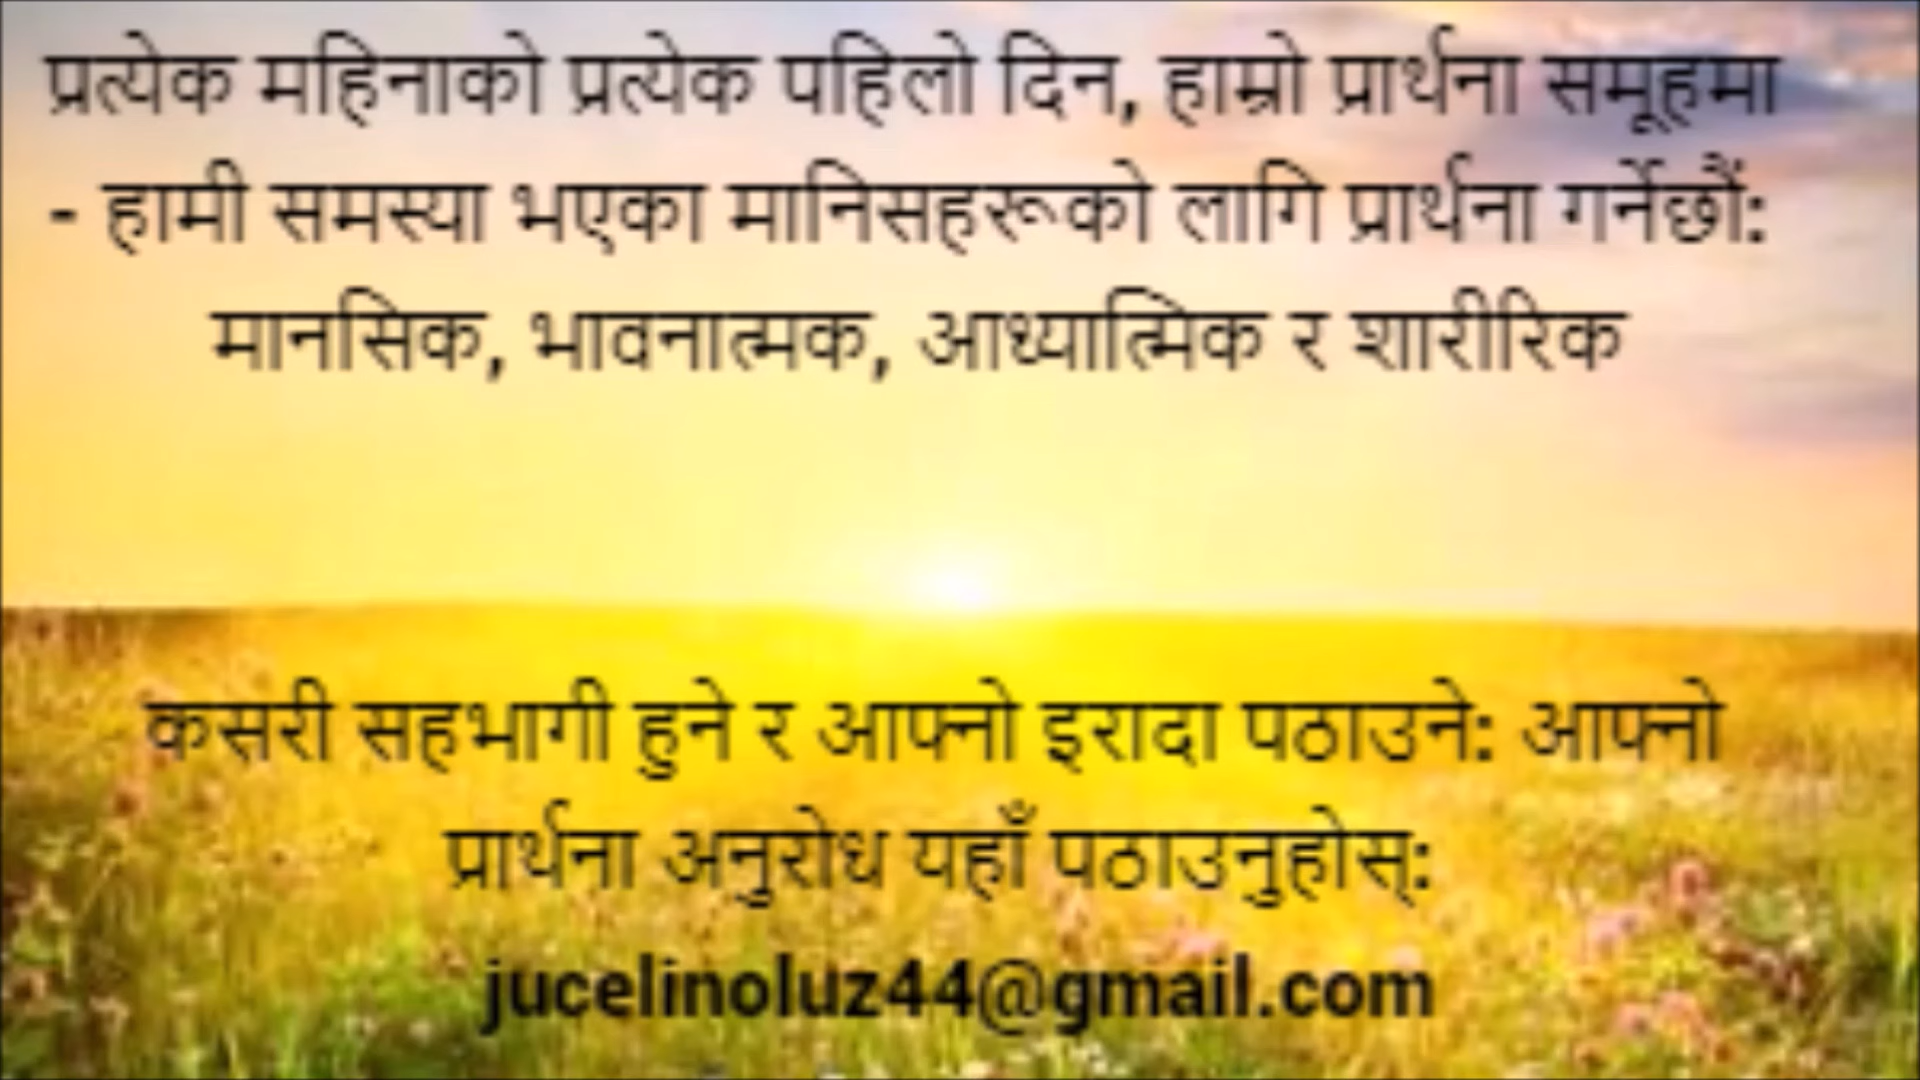 प्रत्येक महिनाको प्रत्येक पहिलो दिन, हाम्रो प्रार्थना समूहमा
- हामी समस्या भएका मानिसहरूको लागि प्रार्थना गर्नेछौं:
मानसिक, भावनात्मक, आध्यात्मिक र शारीरिक
कसरी सहभागी हुने र आफ्नो इरादा पठाउने: आफ्नो
प्रार्थना अनुरोध यहाँ पठाउनुहोस्:
jucelinoluz44@gmail.com